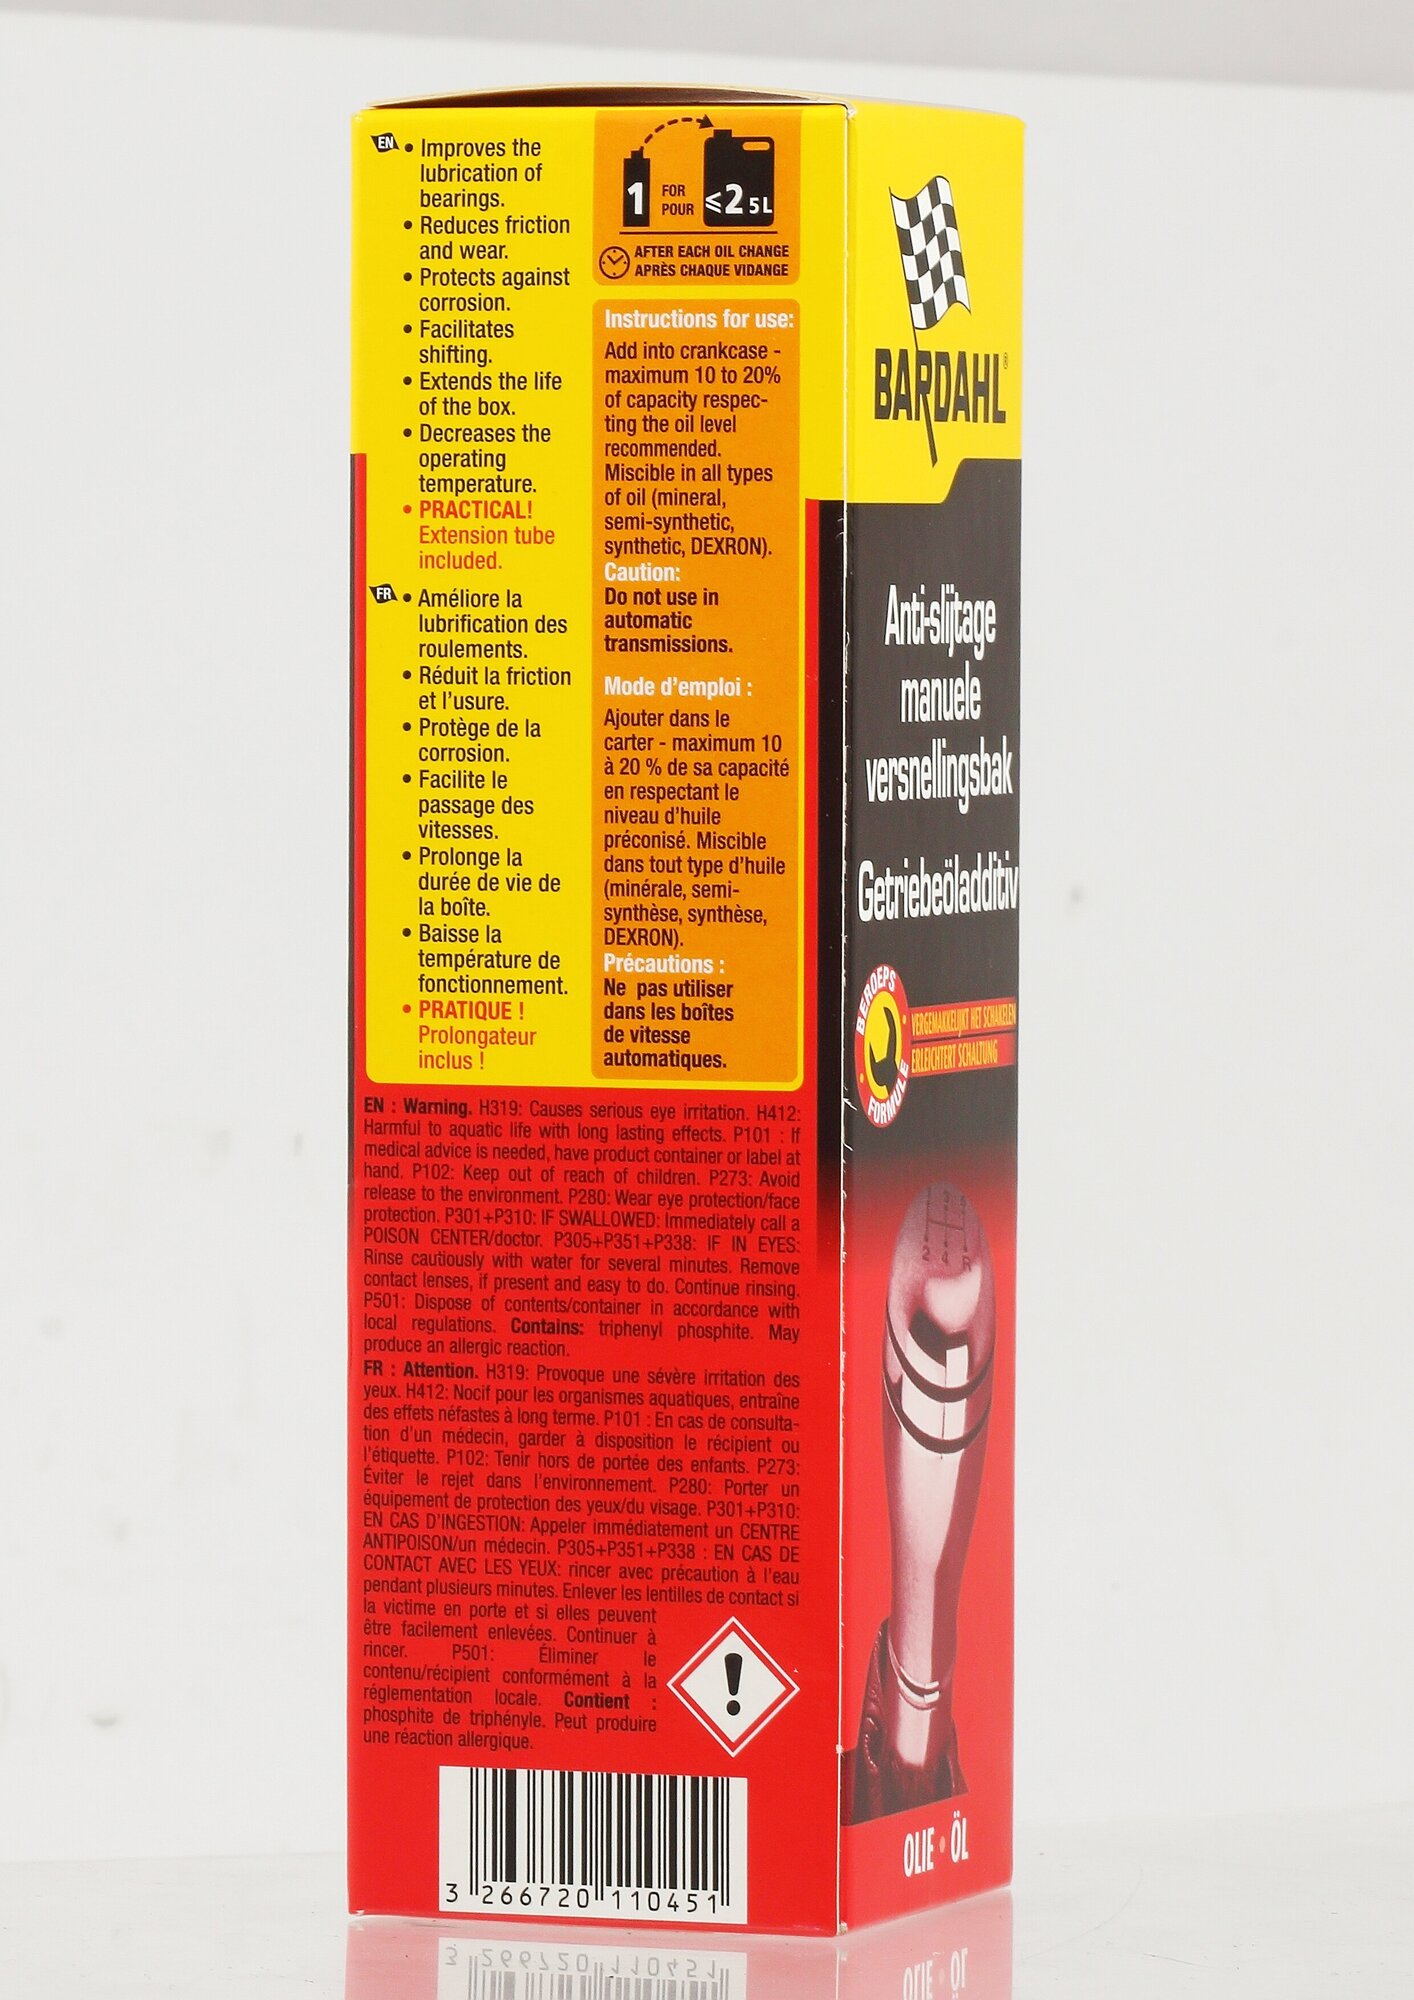 EN
• Improves the
lubrication of
bearings.
• Reduces friction
and wear.
• Protects against
corrosion.
• Facilitates
shifting.
• Extends the life
of the box.
• Decreases the
operating
temperature.
• PRACTICAL!
Extension tube
included.
FR
• Améliore la
lubrification des
roulements.
• Réduit la friction
et l'usure.
• Protège de la
corrosion.
• Facilite le
passage des
vitesses.
• Prolonge la
durée de vie de
la boîte.
• Baisse la
température de
fonctionnement.
• PRATIQUE !
Prolongateur
inclus !
1 FOR POUR ≤2 5L
AFTER EACH OIL CHANGE
APRÈS CHAQUE VIDANGE
Instructions for use:
Add into crankcase -
maximum 10 to 20%
of capacity respec-
ting the oil level
recommended.
Miscible in all types
of oil (mineral,
semi-synthetic,
synthetic, DEXRON).
Caution:
Do not use in
automatic
transmissions.
Mode d'emploi :
Ajouter dans le
carter - maximum 10
à 20 % de sa capacité
en respectant le
niveau d'huile
préconisé. Miscible
dans tout type d'huile
(minérale, semi-
synthèse, synthèse,
DEXRON).
Précautions :
Ne pas utiliser
dans les boîtes
de vitesse
automatiques.
EN : Warning. H319: Causes serious eye irritation. H412:
Harmful to aquatic life with long lasting effects. P101 : If
medical advice is needed, have product container or label at
hand. P102: Keep out of reach of children. P273: Avoid
release to the environment. P280: Wear eye protection/face
protection. P301+P310: IF SWALLOWED: Immediately call a
POISON CENTER/doctor. P305+P351+P338: IF IN EYES:
Rinse cautiously with water for several minutes. Remove
contact lenses, if present and easy to do. Continue rinsing.
P501: Dispose of contents/container in accordance with
local regulations. Contains: triphenyl phosphite. May
produce an allergic reaction.
FR : Attention. H319: Provoque une sévère irritation des
yeux. H412: Nocif pour les organismes aquatiques, entraîne
des effets néfastes à long terme. P101 : En cas de consulta-
tion d'un médecin, garder à disposition le récipient ou
l'étiquette. P102: Tenir hors de portée des enfants. P273:
Éviter le rejet dans l'environnement. P280: Porter un
équipement de protection des yeux/du visage. P301+P310:
EN CAS D'INGESTION: Appeler immédiatement un CENTRE
ANTIPOISON/un médecin. P305+P351+P338 : EN CAS DE
CONTACT AVEC LES YEUX: rincer avec précaution à l'eau
pendant plusieurs minutes. Enlever les lentilles de contact si
la victime en porte et si elles peuvent
être facilement enlevées. Continuer à
rincer. P501: Éliminer le
contenu/récipient conformément à la
réglementation locale. Contient :
phosphite de triphényle. Peut produire
une réaction allergique.
3 266720 110451
BARDAHL®
Anti-slijtage
manuele
versnellingsbak
Getriebeöladditiv
BEROEPS
FORMULE
VERGEMAKKELIJKT HET SCHAKELEN
ERLEICHTERT SCHALTUNG
2 4
OLIE • ÖL